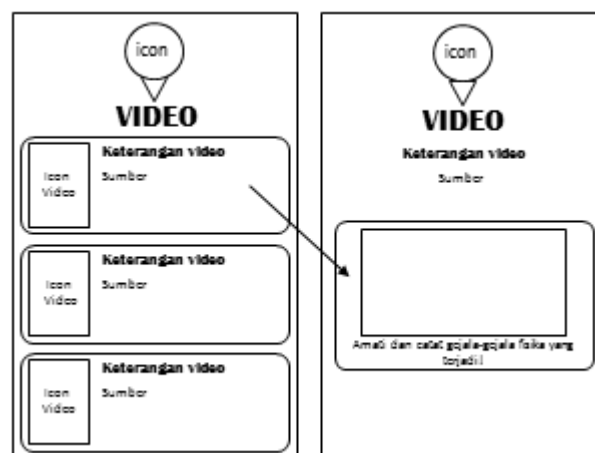 icon
VIDEO
Icon
Video
Keterangan video
Sumber
Icon
Video
Keterangan video
Sumber
Icon
Video
Keterangan video
Sumber
icon
VIDEO
Keterangan video
Sumber
Amati dan catat gejala-gejala fisika yang
terjadi!